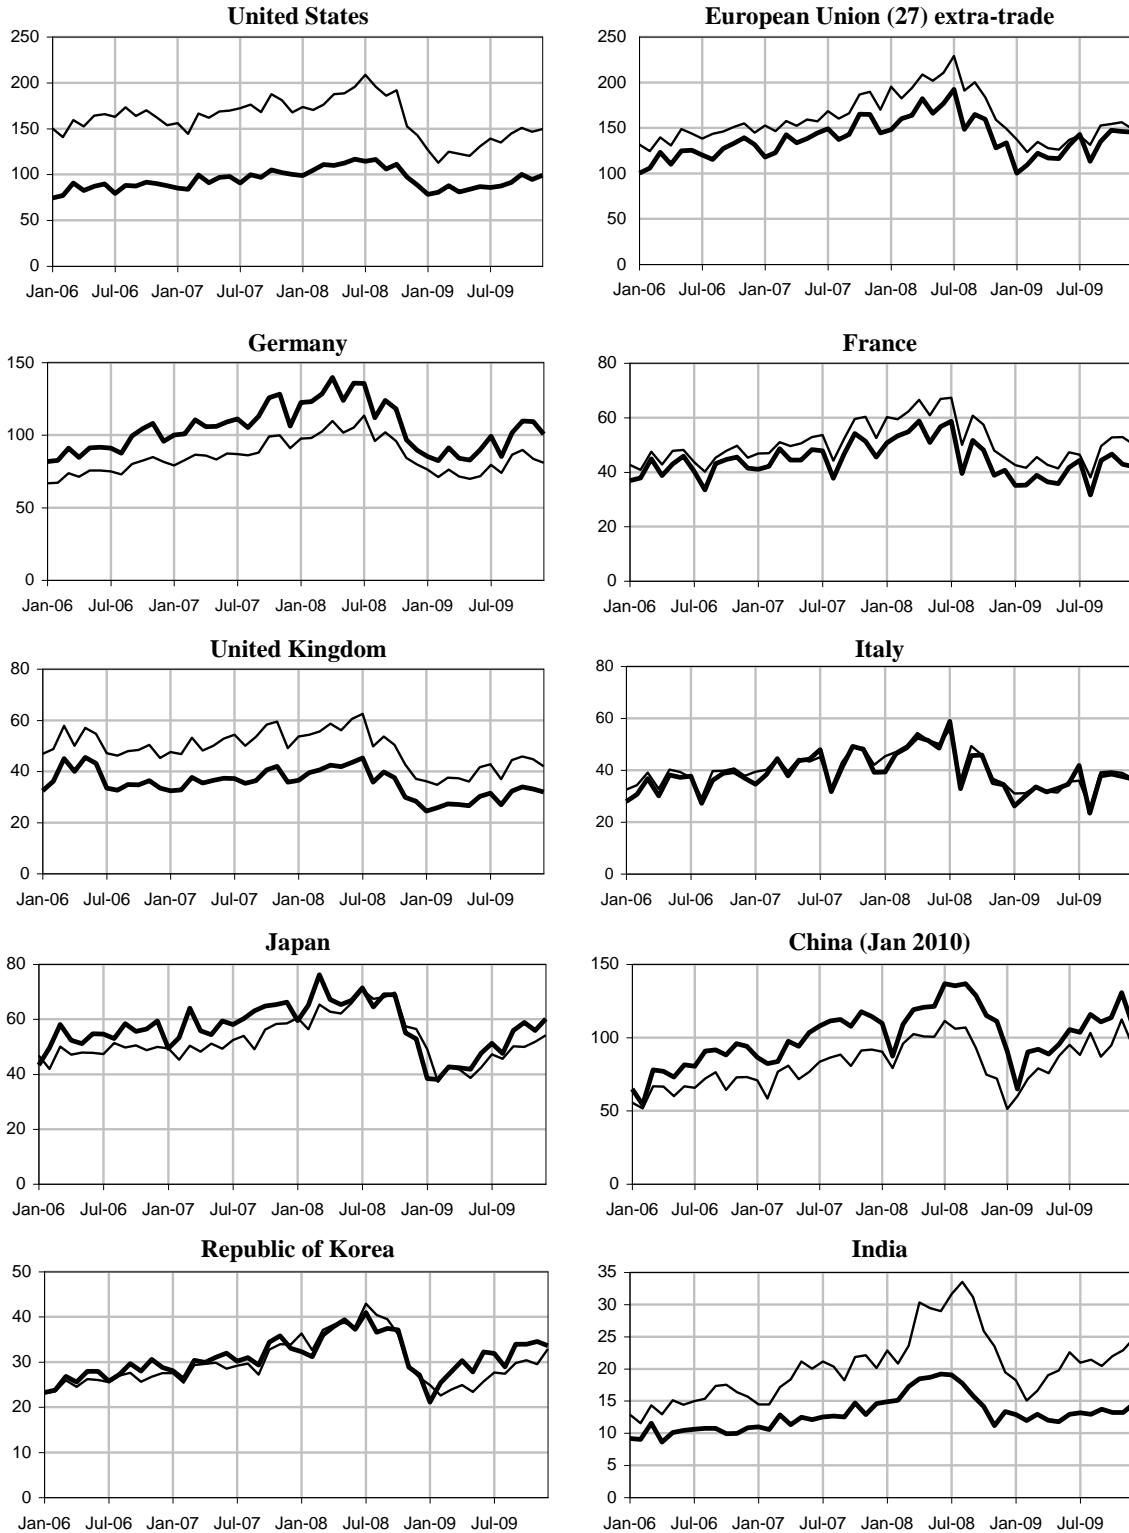 United States
European Union (27) extra-trade
250
200
150
100
50
0
Jan-06 Jul-06 Jan-07 Jul-07 Jan-08 Jul-08 Jan-09 Jul-09
250
200
150
100
50
0
Jan-06 Jul-06 Jan-07 Jul-07 Jan-08 Jul-08 Jan-09 Jul-09
Germany
France
150
100
50
0
Jan-06 Jul-06 Jan-07 Jul-07 Jan-08 Jul-08 Jan-09 Jul-09
80
60
40
20
0
Jan-06 Jul-06 Jan-07 Jul-07 Jan-08 Jul-08 Jan-09 Jul-09
United Kingdom
Italy
80
60
40
20
0
Jan-06 Jul-06 Jan-07 Jul-07 Jan-08 Jul-08 Jan-09 Jul-09
80
60
40
20
0
Jan-06 Jul-06 Jan-07 Jul-07 Jan-08 Jul-08 Jan-09 Jul-09
Japan
China (Jan 2010)
80
60
40
20
0
Jan-06 Jul-06 Jan-07 Jul-07 Jan-08 Jul-08 Jan-09 Jul-09
150
100
50
0
Jan-06 Jul-06 Jan-07 Jul-07 Jan-08 Jul-08 Jan-09 Jul-09
Republic of Korea
India
50
40
30
20
10
0
Jan-06 Jul-06 Jan-07 Jul-07 Jan-08 Jul-08 Jan-09 Jul-09
35
30
25
20
15
10
5
0
Jan-06 Jul-06 Jan-07 Jul-07 Jan-08 Jul-08 Jan-09 Jul-09